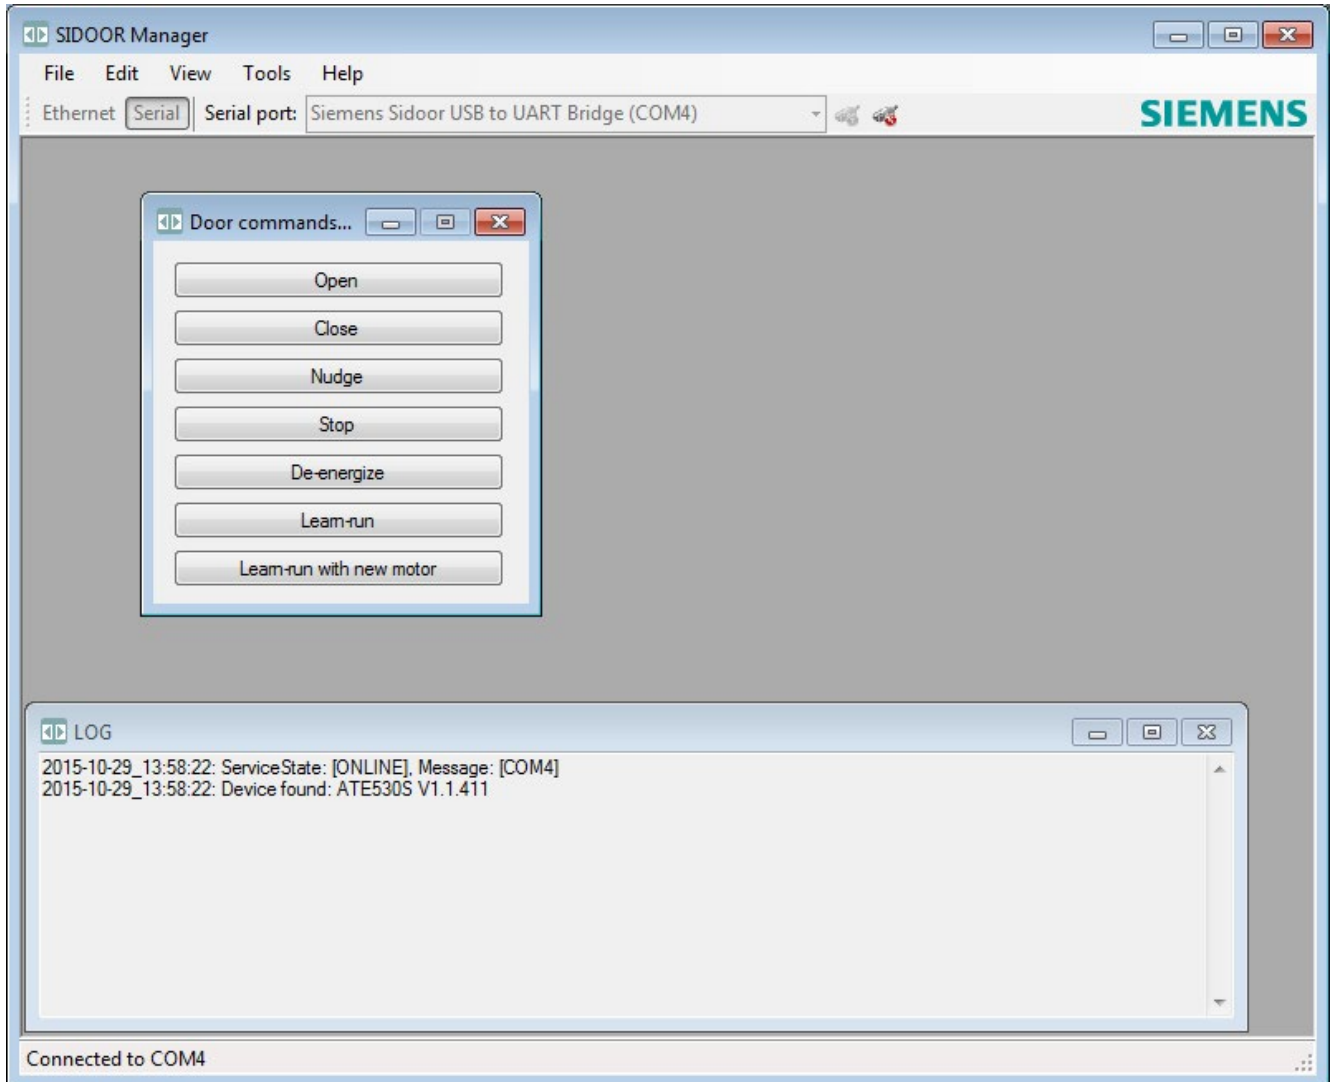 SIDOOR Manager
File Edit View Tools Help
Ethernet Serial Serial port: Siemens Sidoor USB to UART Bridge (COM4) SIEMENS
Door commands...
Open
Close
Nudge
Stop
De-energize
Learn-run
Learn-run with new motor
LOG
2015-10-29_13:58:22: ServiceState: [ONLINE], Message: [COM4]
2015-10-29_13:58:22: Device found: ATE530S V1.1.411
Connected to COM4